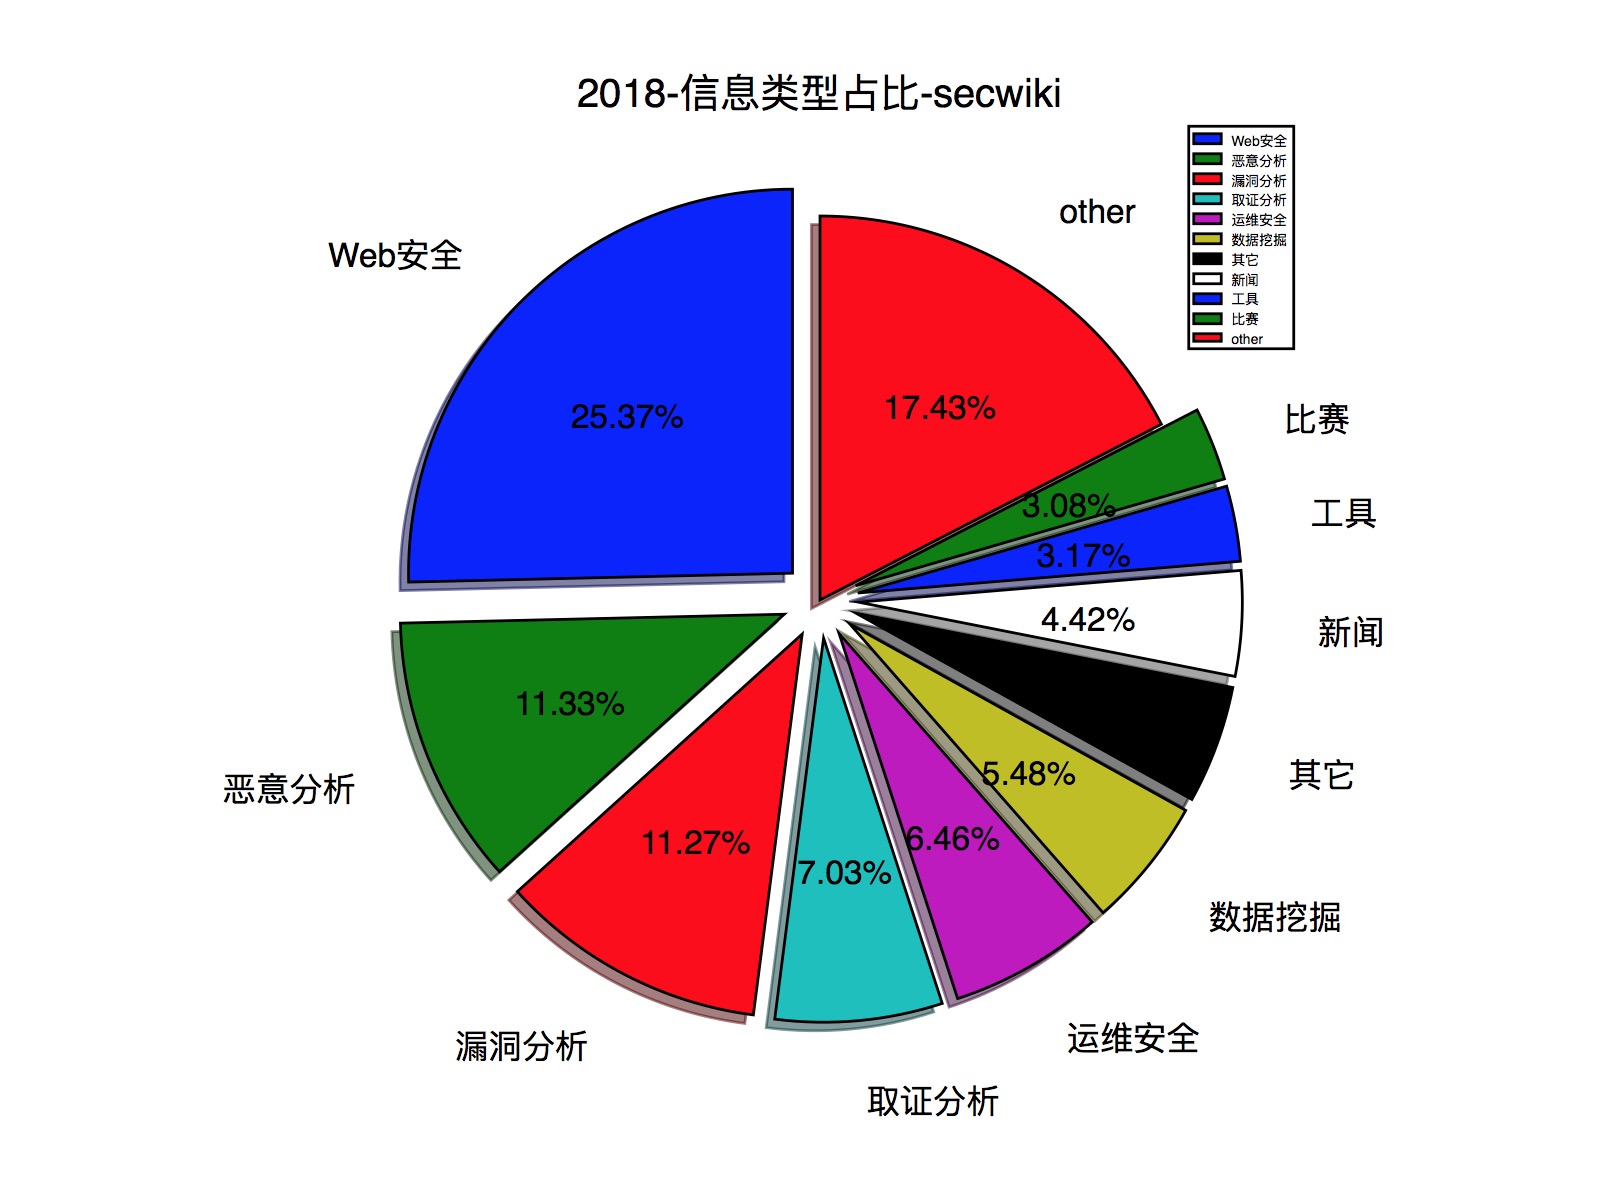 2018-信息类型占比-secwiki
Web安全
恶意分析
漏洞分析
取证分析
运维安全
数据挖掘
其它
新闻
工具
比赛
other
other
Web安全
比赛
17.43%
25.37%
3.08%
工具
3.17%
4.42%
新闻
11.33%
5.48%
其它
恶意分析
6.46%
11.27%
7.03%
数据挖掘
运维安全
漏洞分析
取证分析